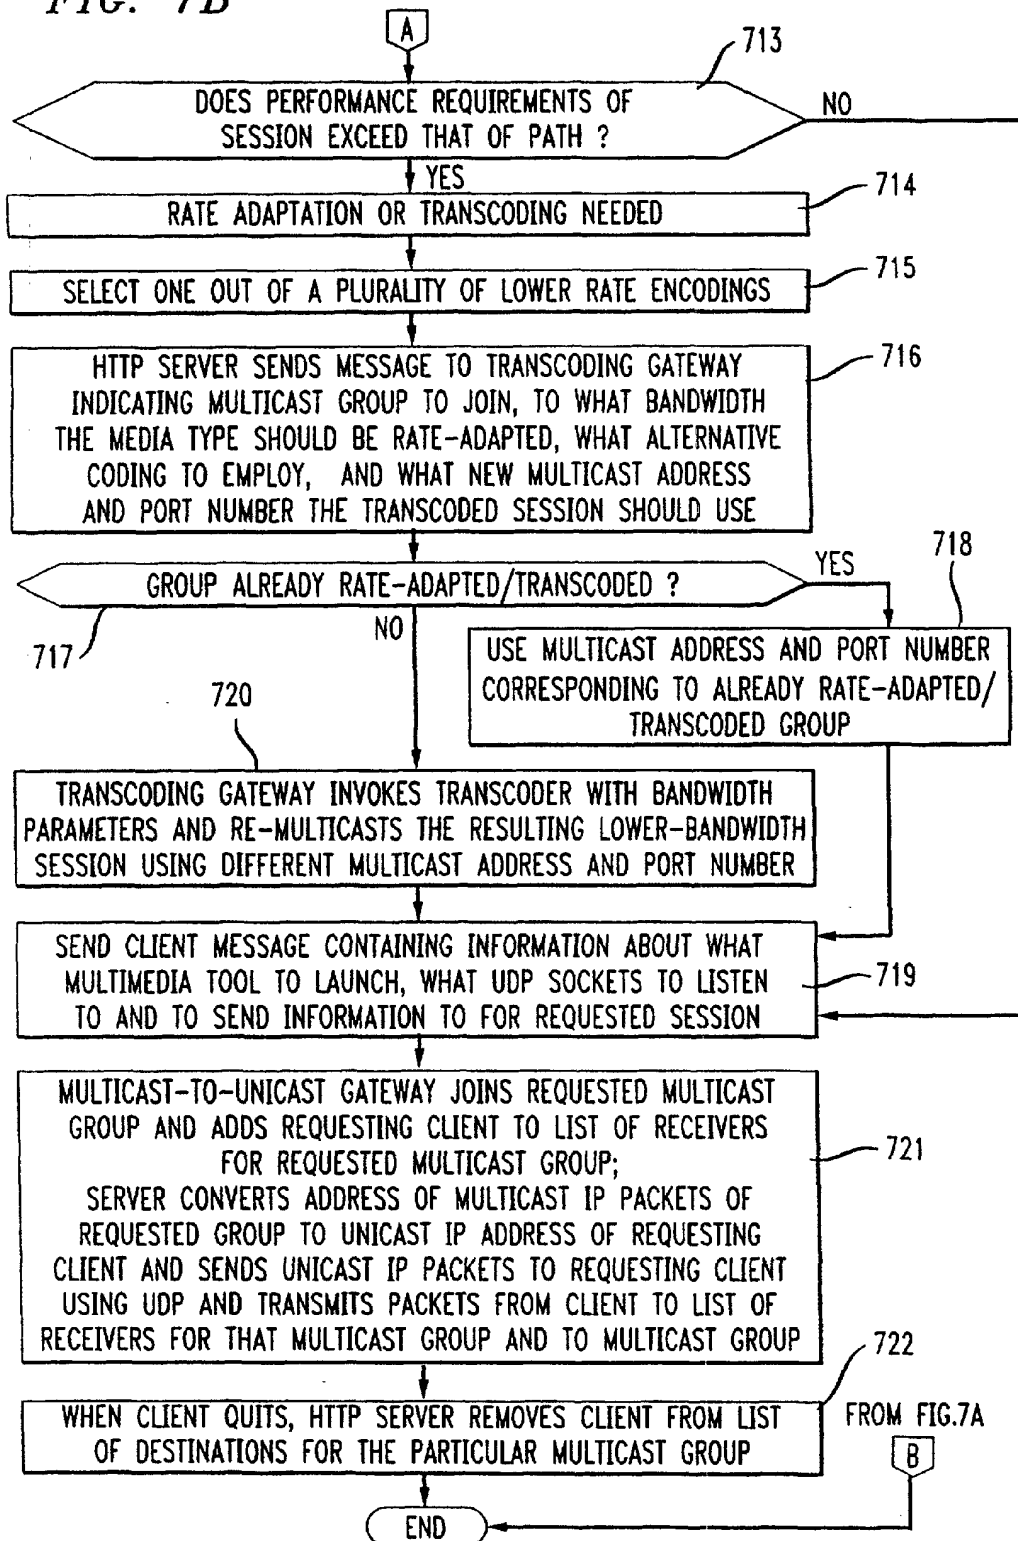 FIG. 7B
A
713
DOES PERFORMANCE REQUIREMENTS OF
SESSION EXCEED THAT OF PATH ?
NO
YES
714
RATE ADAPTATION OR TRANSCODING NEEDED
715
SELECT ONE OUT OF A PLURALITY OF LOWER RATE ENCODINGS
716
HTTP SERVER SENDS MESSAGE TO TRANSCODING GATEWAY
INDICATING MULTICAST GROUP TO JOIN, TO WHAT BANDWIDTH
THE MEDIA TYPE SHOULD BE RATE-ADAPTED, WHAT ALTERNATIVE
CODING TO EMPLOY, AND WHAT NEW MULTICAST ADDRESS
AND PORT NUMBER THE TRANSCODED SESSION SHOULD USE
GROUP ALREADY RATE-ADAPTED/TRANSCODED ?
YES
718
717
NO
USE MULTICAST ADDRESS AND PORT NUMBER
CORRESPONDING TO ALREADY RATE-ADAPTED/
TRANSCODED GROUP
720
TRANSCODING GATEWAY INVOKES TRANSCODER WITH BANDWIDTH
PARAMETERS AND RE-MULTICASTS THE RESULTING LOWER-BANDWIDTH
SESSION USING DIFFERENT MULTICAST ADDRESS AND PORT NUMBER
SEND CLIENT MESSAGE CONTAINING INFORMATION ABOUT WHAT
MULTIMEDIA TOOL TO LAUNCH, WHAT UDP SOCKETS TO LISTEN
TO AND TO SEND INFORMATION TO FOR REQUESTED SESSION
719
MULTICAST-TO-UNICAST GATEWAY JOINS REQUESTED MULTICAST
GROUP AND ADDS REQUESTING CLIENT TO LIST OF RECEIVERS
FOR REQUESTED MULTICAST GROUP;
SERVER CONVERTS ADDRESS OF MULTICAST IP PACKETS OF
REQUESTED GROUP TO UNICAST IP ADDRESS OF REQUESTING
CLIENT AND SENDS UNICAST IP PACKETS TO REQUESTING CLIENT
USING UDP AND TRANSMITS PACKETS FROM CLIENT TO LIST OF
RECEIVERS FOR THAT MULTICAST GROUP AND TO MULTICAST GROUP
721
722
WHEN CLIENT QUITS, HTTP SERVER REMOVES CLIENT FROM LIST
OF DESTINATIONS FOR THE PARTICULAR MULTICAST GROUP
FROM FIG.7A
B
END